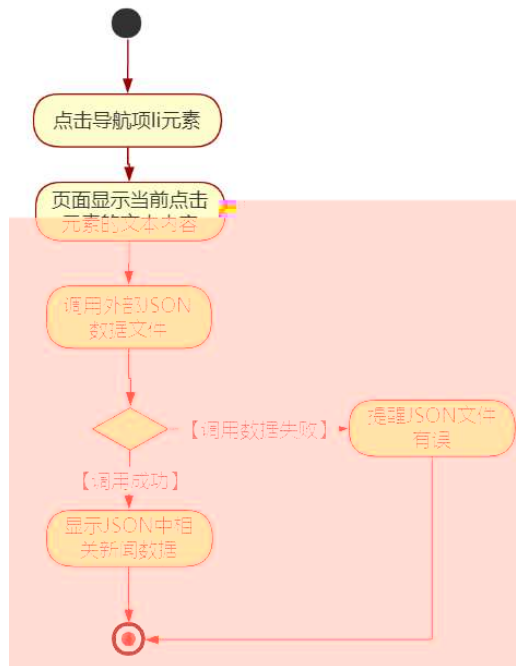 点击导航项li元素
页面显示当前点击
元素的文本内容
调用外部JSON
数据文件
【调用数据失败】
提醒JSON文件
有误
【调用成功】
显示JSON中相
关新闻数据